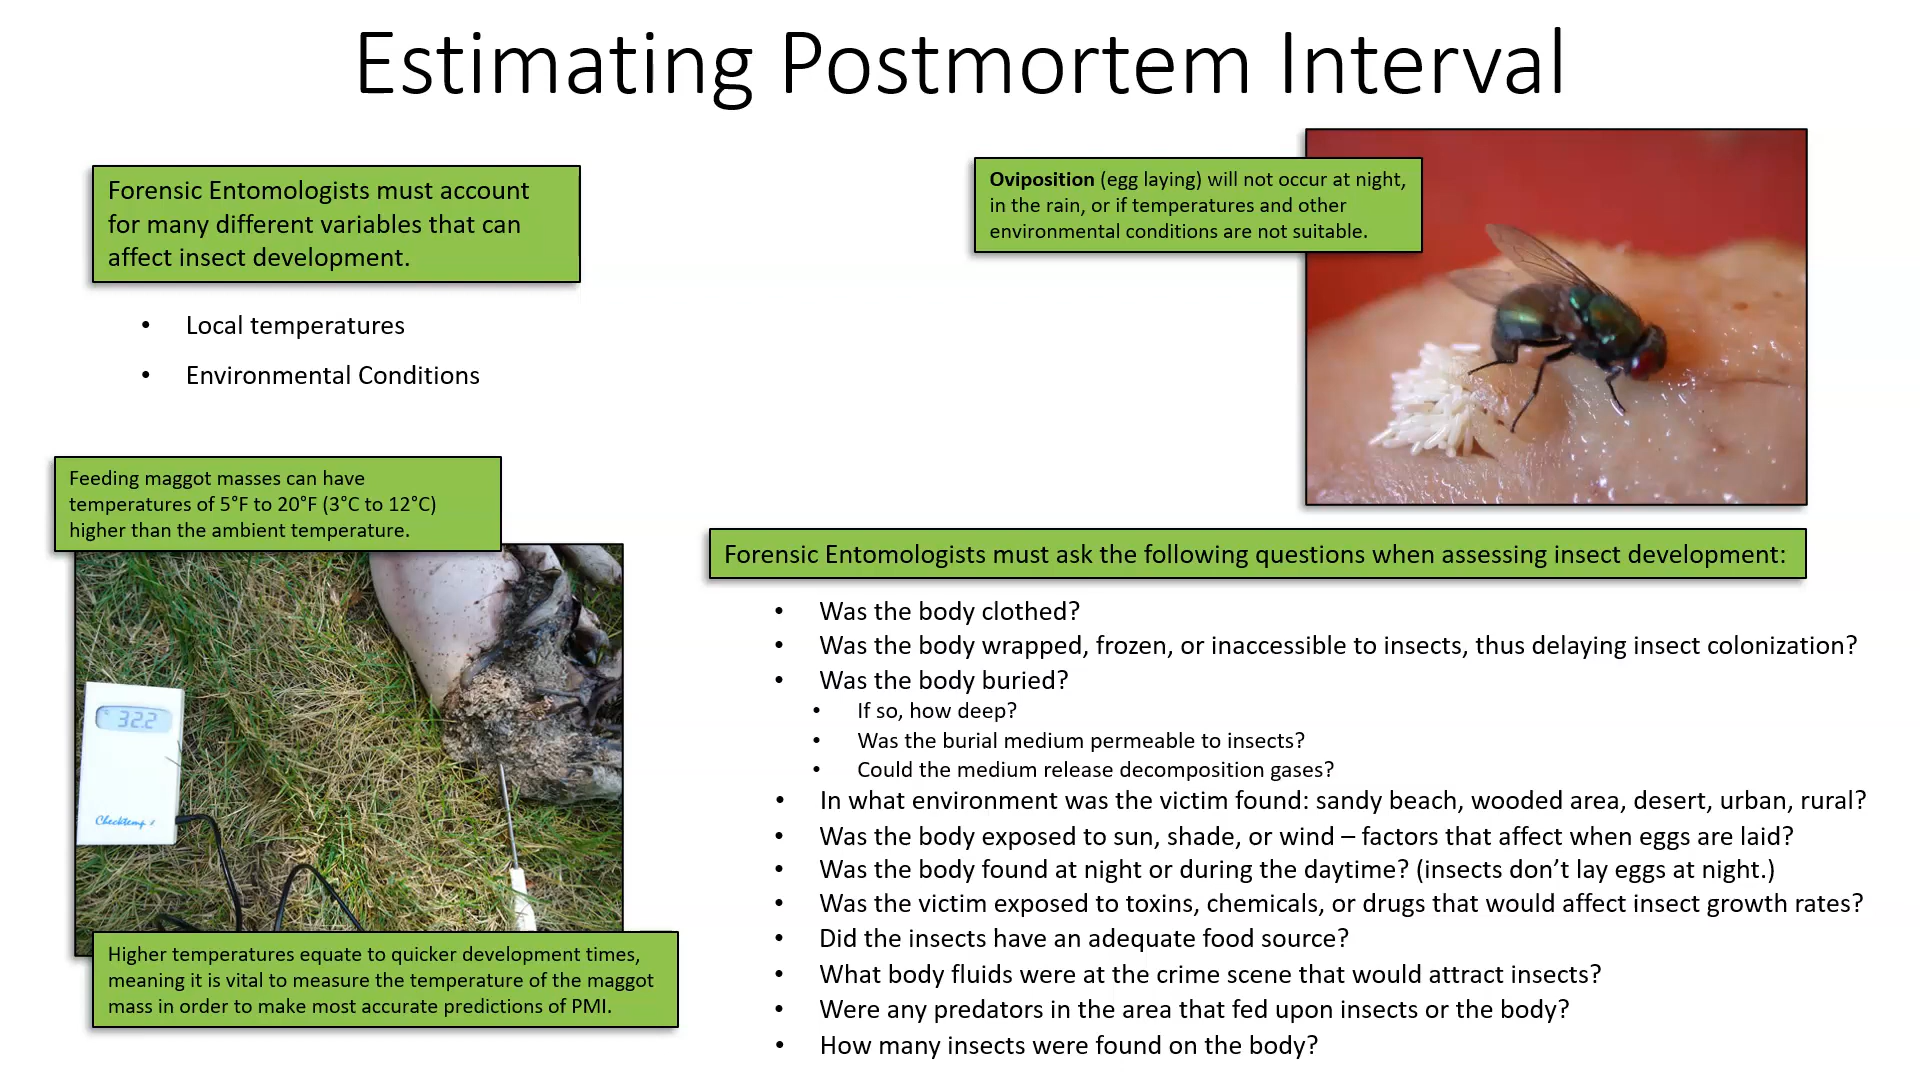 Estimating Postmortem Interval
Forensic Entomologists must account
for many different variables that can
affect insect development.
• Local temperatures
• Environmental Conditions
Oviposition (egg laying) will not occur at night,
in the rain, or if temperatures and other
environmental conditions are not suitable.
Feeding maggot masses can have
temperatures of 5°F to 20°F (3°C to 12°C)
higher than the ambient temperature.
32.2
Checktemp 1
Higher temperatures equate to quicker development times,
meaning it is vital to measure the temperature of the maggot
mass in order to make most accurate predictions of PMI.
Forensic Entomologists must ask the following questions when assessing insect development:
• Was the body clothed?
• Was the body wrapped, frozen, or inaccessible to insects, thus delaying insect colonization?
• Was the body buried?
• If so, how deep?
• Was the burial medium permeable to insects?
• Could the medium release decomposition gases?
• In what environment was the victim found: sandy beach, wooded area, desert, urban, rural?
• Was the body exposed to sun, shade, or wind – factors that affect when eggs are laid?
• Was the body found at night or during the daytime? (insects don’t lay eggs at night.)
• Was the victim exposed to toxins, chemicals, or drugs that would affect insect growth rates?
• Did the insects have an adequate food source?
• What body fluids were at the crime scene that would attract insects?
• Were any predators in the area that fed upon insects or the body?
• How many insects were found on the body?